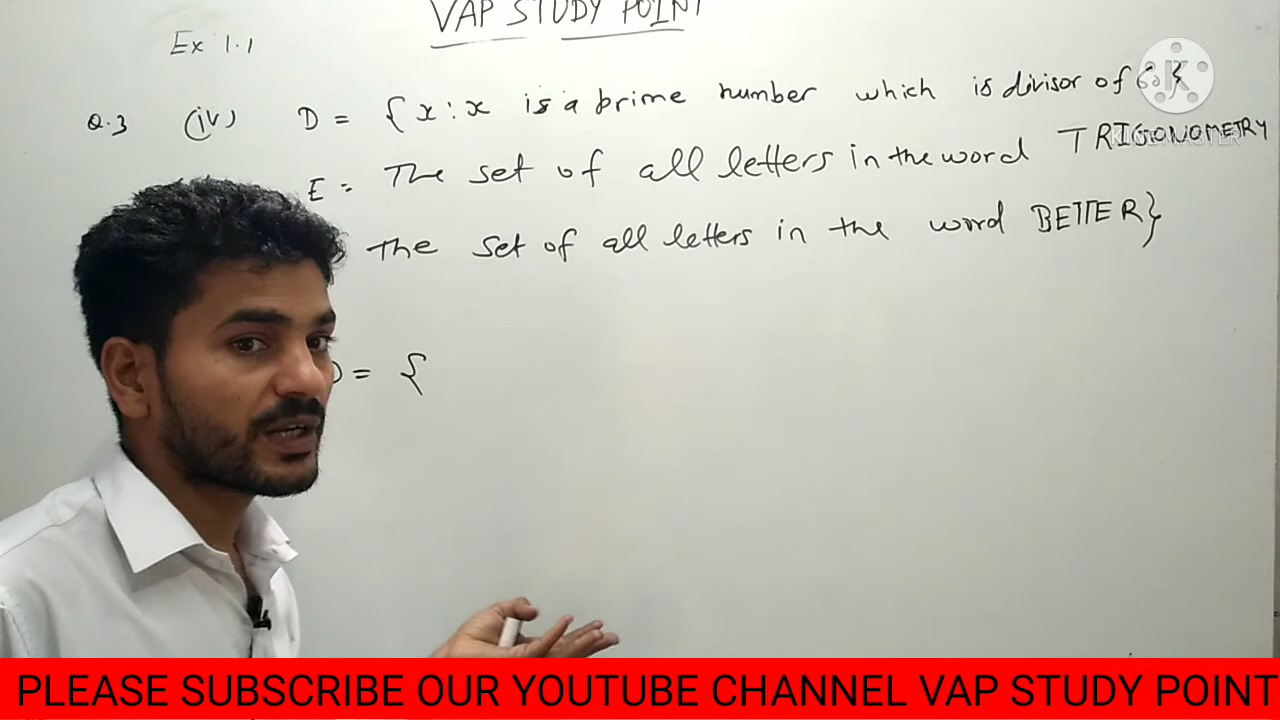 VAP STUDY POINT
Ex 1.1
Q.3 (iv) D = { x : x is a prime number which is divisor of 60 }
E = The set of all letters in the word TRIGONOMETRY
The set of all letters in the word BETTER}
= {
PLEASE SUBSCRIBE OUR YOUTUBE CHANNEL VAP STUDY POINT